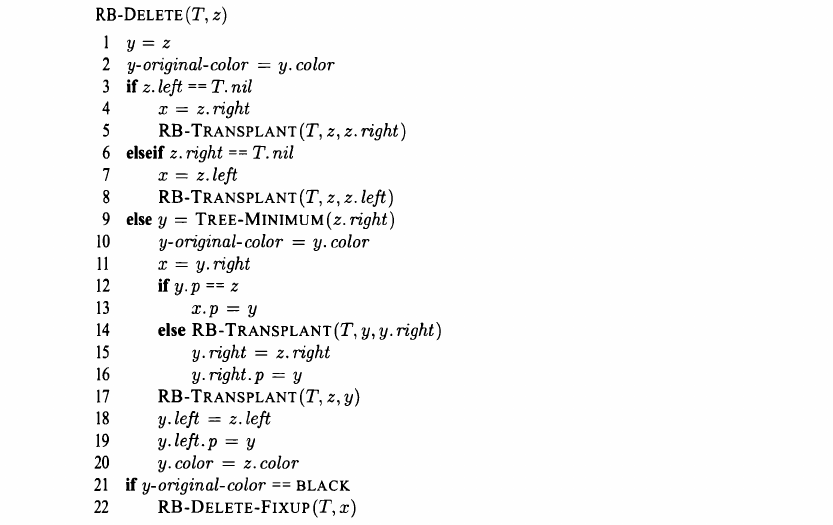 RB-DELETE(T, z)
1 y = z
2 y-original-color = y.color
3 if z.left == T.nil
4 x = z.right
5 RB-TRANSPLANT(T, z, z.right)
6 elseif z.right == T.nil
7 x = z.left
8 RB-TRANSPLANT(T, z, z.left)
9 else y = TREE-MINIMUM(z.right)
10 y-original-color = y.color
11 x = y.right
12 if y.p == z
13 x.p = y
14 else RB-TRANSPLANT(T, y, y.right)
15 y.right = z.right
16 y.right.p = y
17 RB-TRANSPLANT(T, z, y)
18 y.left = z.left
19 y.left.p = y
20 y.color = z.color
21 if y-original-color == BLACK
22 RB-DELETE-FIXUP(T, x)